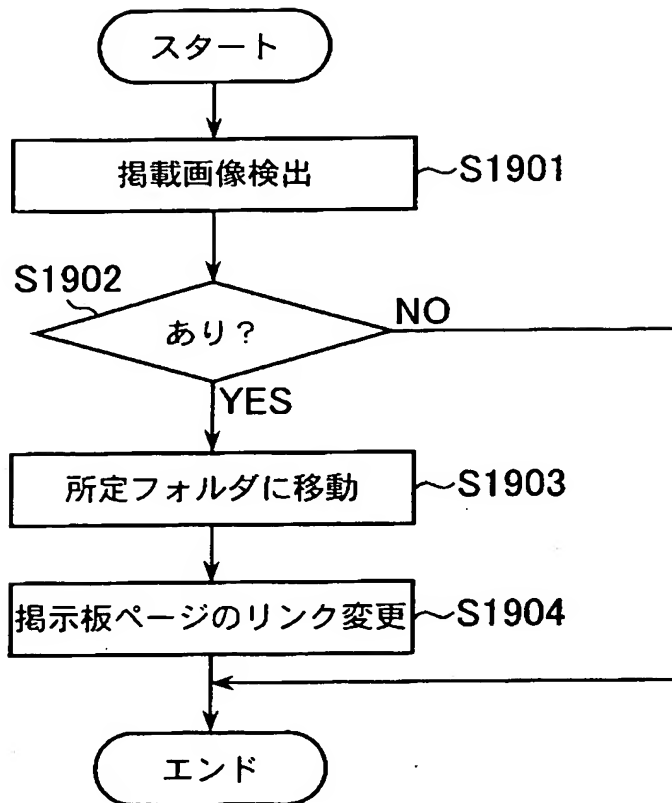 スタート
掲載画像検出
S1901
S1902
あり?
NO
YES
所定フォルダに移動
S1903
掲示板ページのリンク変更
S1904
エンド